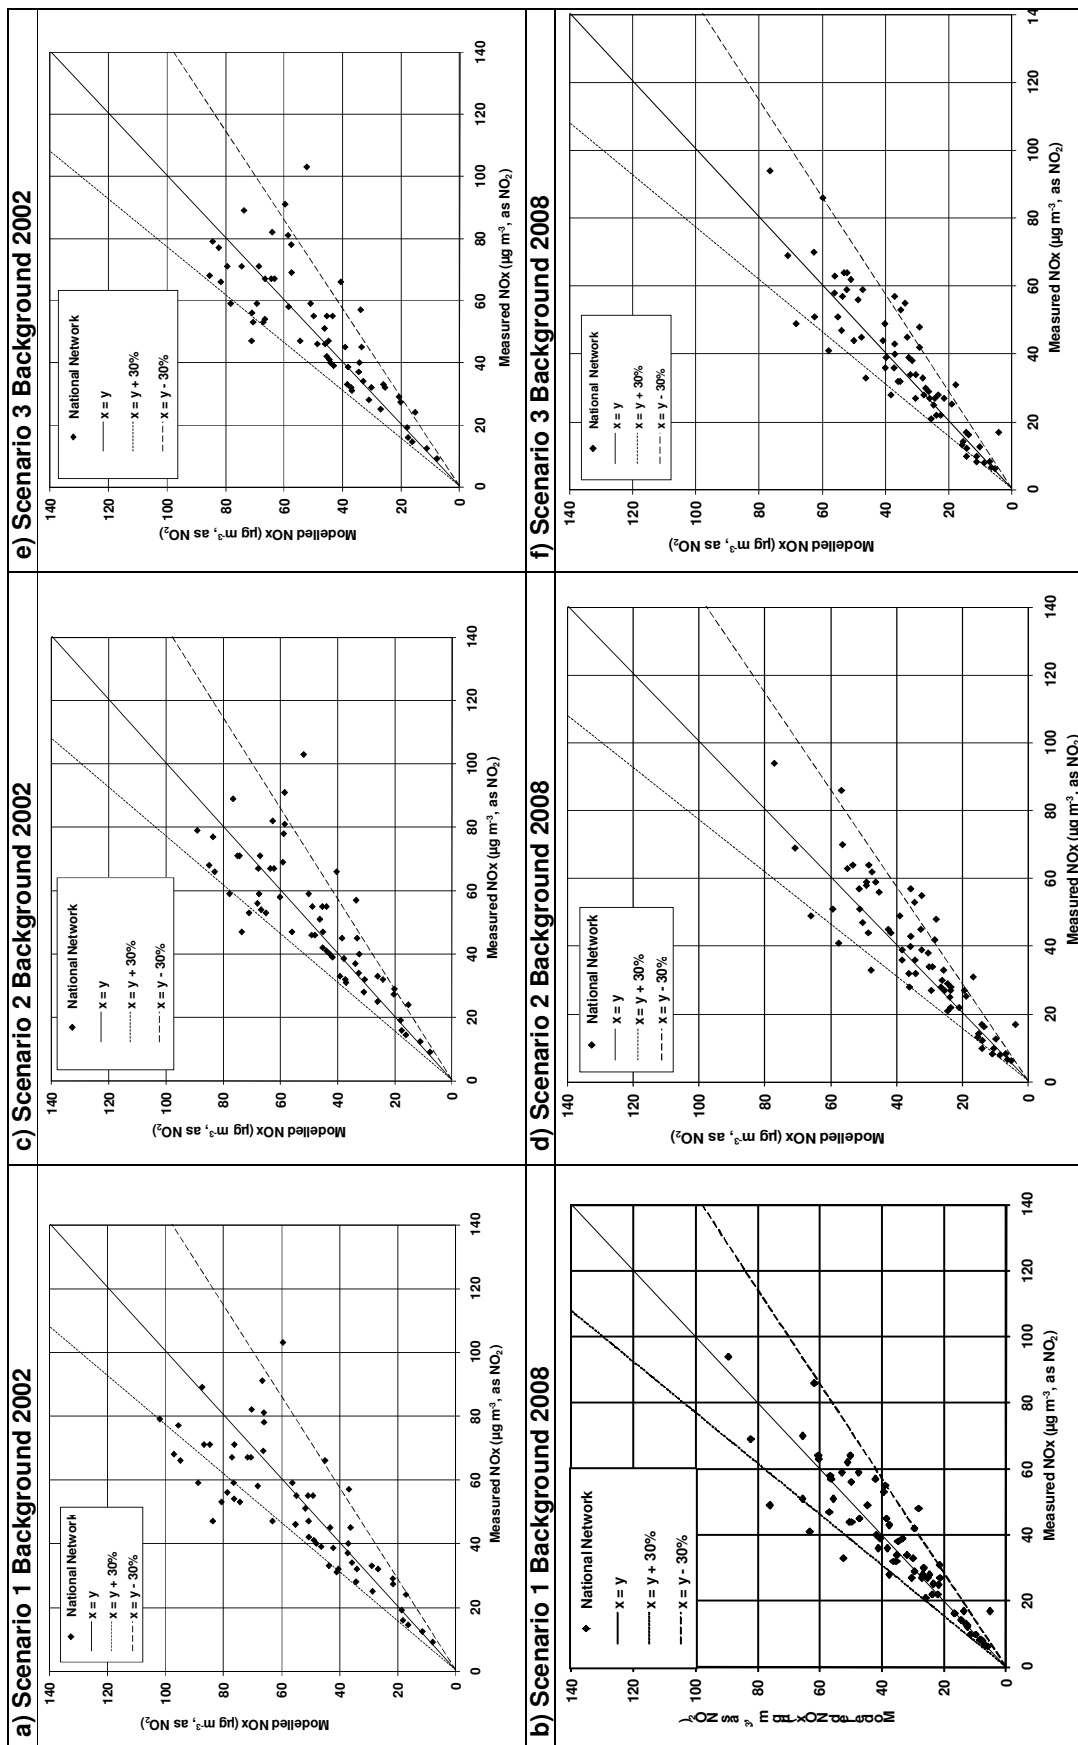 a) Scenario 1 Background 2002
Modelled NOx (µg m⁻³, as NO₂)
140
120
100
80
60
40
20
0
National Network
x = y
x = y + 30%
x = y - 30%
0 20 40 60 80 100 120 140
Measured NOx (µg m⁻³, as NO₂)
c) Scenario 2 Background 2002
Modelled NOx (µg m⁻³, as NO₂)
140
120
100
80
60
40
20
0
National Network
x = y
x = y + 30%
x = y - 30%
0 20 40 60 80 100 120 140
Measured NOx (µg m⁻³, as NO₂)
e) Scenario 3 Background 2002
Modelled NOx (µg m⁻³, as NO₂)
140
120
100
80
60
40
20
0
National Network
x = y
x = y + 30%
x = y - 30%
0 20 40 60 80 100 120 140
Measured NOx (µg m⁻³, as NO₂)
b) Scenario 1 Background 2008
140
120
100
80
60
40
20
0
National Network
x = y
x = y + 30%
x = y - 30%
0 20 40 60 80 100 120 140
Measured NOx (µg m⁻³, as NO₂)
d) Scenario 2 Background 2008
Modelled NOx (µg m⁻³, as NO₂)
140
120
100
80
60
40
20
0
National Network
x = y
x = y + 30%
x = y - 30%
0 20 40 60 80 100 120 140
Measured NOx (µg m⁻³, as NO₂)
f) Scenario 3 Background 2008
Modelled NOx (µg m⁻³, as NO₂)
140
120
100
80
60
40
20
0
National Network
x = y
x = y + 30%
x = y - 30%
0 20 40 60 80 100 120 14
Measured NOx (µg m⁻³, as NO₂)